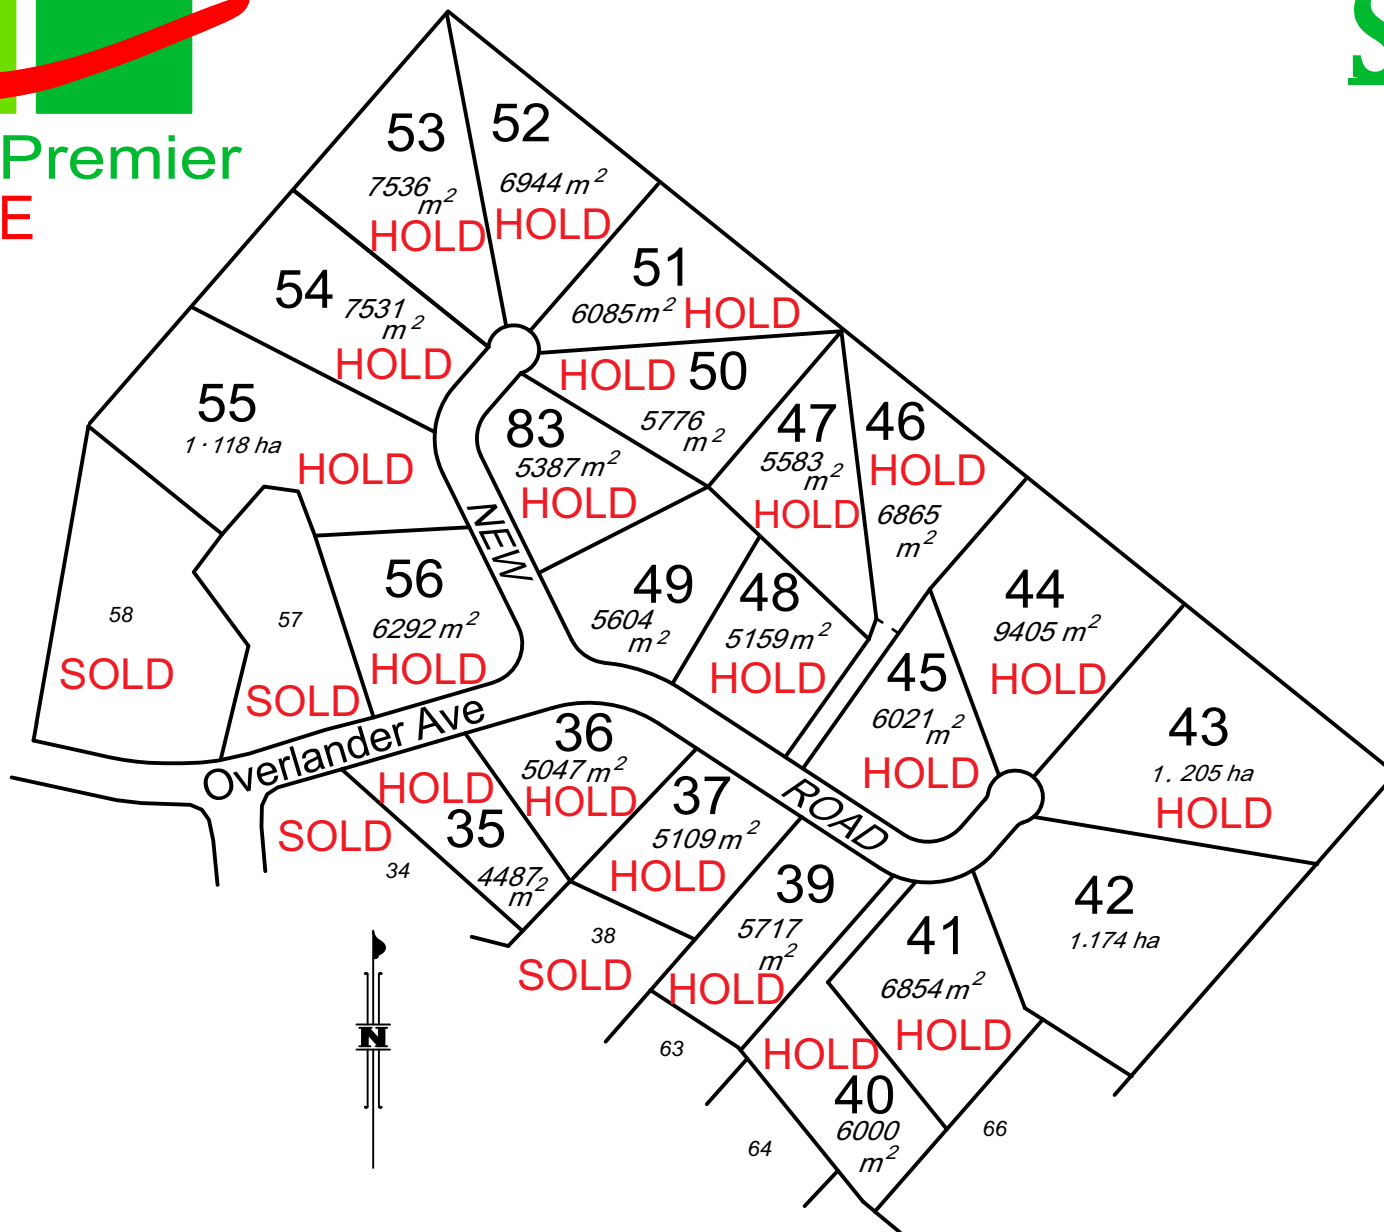 S
Premier
E
53
7536
m2
HOLD
52
6944 m2
HOLD
54
7531
m2
HOLD
51
6085 m2
HOLD
55
1·118 ha
HOLD
HOLD
50
5776
m2
83
5387 m2
HOLD
47
5583
m2
HOLD
46
HOLD
6865
m2
NEW
56
6292 m2
HOLD
49
5604
m2
48
5159 m2
HOLD
44
9405 m2
HOLD
58
SOLD
57
SOLD
45
6021
m2
HOLD
43
1. 205 ha
HOLD
Overlander Ave
36
5047 m2
HOLD
HOLD
35
4487
m2
SOLD
34
37
5109 m2
HOLD
ROAD
39
5717
m2
HOLD
38
SOLD
41
6854 m2
HOLD
42
1.174 ha
N
63
HOLD
40
6000
m2
64
66